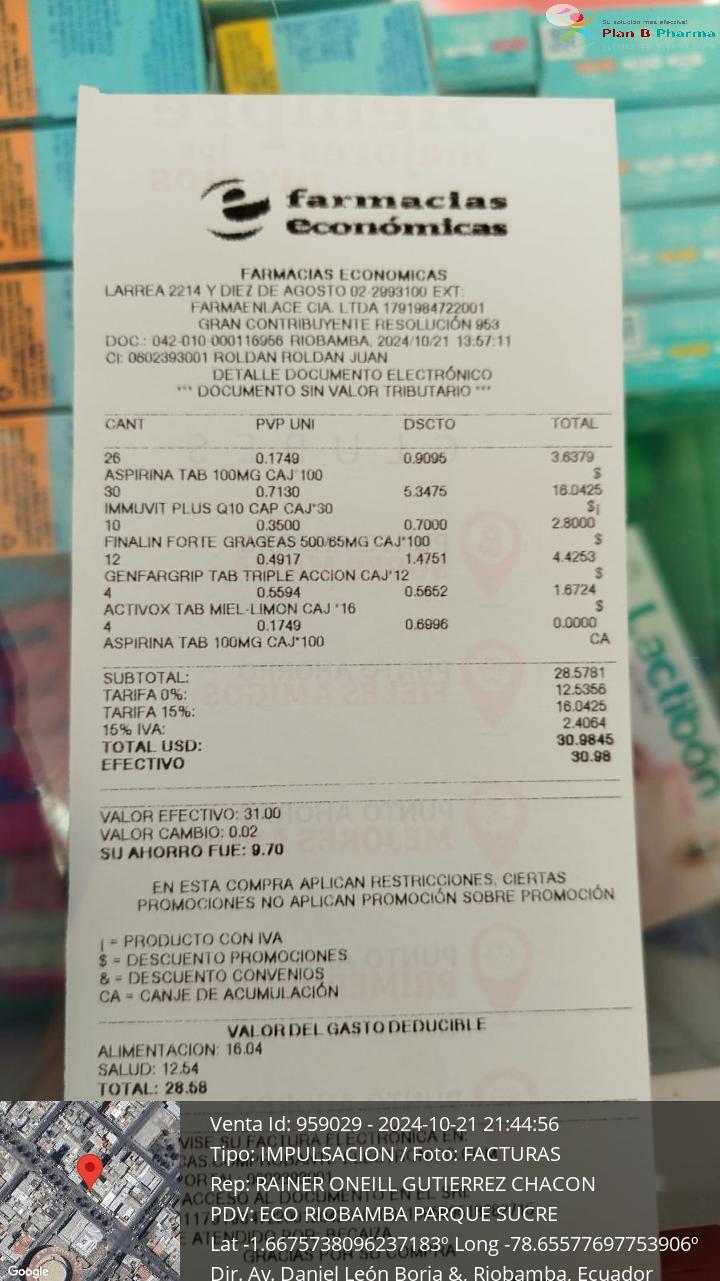 Su solución más efectiva!
Plan B Pharma
farmacias
económicas
FARMACIAS ECONOMICAS
LARREA 2214 Y DIEZ DE AGOSTO 02-2993100 EXT:
FARMAENLACE CIA. LTDA 1791984722001
GRAN CONTRIBUYENTE RESOLUCIÓN 953
DOC.: 042-010-000116956 RIOBAMBA, 2024/10/21 13:57:11
CI: 0602393001 ROLDAN ROLDAN JUAN
DETALLE DOCUMENTO ELECTRÓNICO
*** DOCUMENTO SIN VALOR TRIBUTARIO ***
CANT PVP UNI DSCTO TOTAL
26 0.1749 0.9095 3.6379
ASPIRINA TAB 100MG CAJ*100 $
30 0.7130 5.3475 16.0425
IMMUVIT PLUS Q10 CAP CAJ*30 $¡
10 0.3500 0.7000 2.8000
FINALIN FORTE GRAGEAS 500/65MG CAJ*100 $
12 0.4917 1.4751 4.4253
GENFARGRIP TAB TRIPLE ACCION CAJ*12 $
4 0.5594 0.5652 1.6724
ACTIVOX TAB MIEL-LIMON CAJ *16 $
4 0.1749 0.6996 0.0000
ASPIRINA TAB 100MG CAJ*100 CA
SUBTOTAL: 28.5781
TARIFA 0%: 12.5356
TARIFA 15%: 16.0425
15% IVA: 2.4064
TOTAL USD: 30.9845
EFECTIVO 30.98
VALOR EFECTIVO: 31.00
VALOR CAMBIO: 0.02
SU AHORRO FUE: 9.70
EN ESTA COMPRA APLICAN RESTRICCIONES, CIERTAS
PROMOCIONES NO APLICAN PROMOCIÓN SOBRE PROMOCIÓN
¡ = PRODUCTO CON IVA
$ = DESCUENTO PROMOCIONES
& = DESCUENTO CONVENIOS
CA = CANJE DE ACUMULACIÓN
VALOR DEL GASTO DEDUCIBLE
ALIMENTACION: 16.04
SALUD: 12.54
TOTAL: 28.58
Lactibón
Venta Id: 959029 - 2024-10-21 21:44:56
Tipo: IMPULSACION / Foto: FACTURAS
Rep: RAINER ONEILL GUTIERREZ CHACON
PDV: ECO RIOBAMBA PARQUE SUCRE
Lat -1.6675738096237183º Long -78.65577697753906º
Dir. Av. Daniel León Borja &, Riobamba, Ecuador
GRACIAS POR SU COMPRA
Google